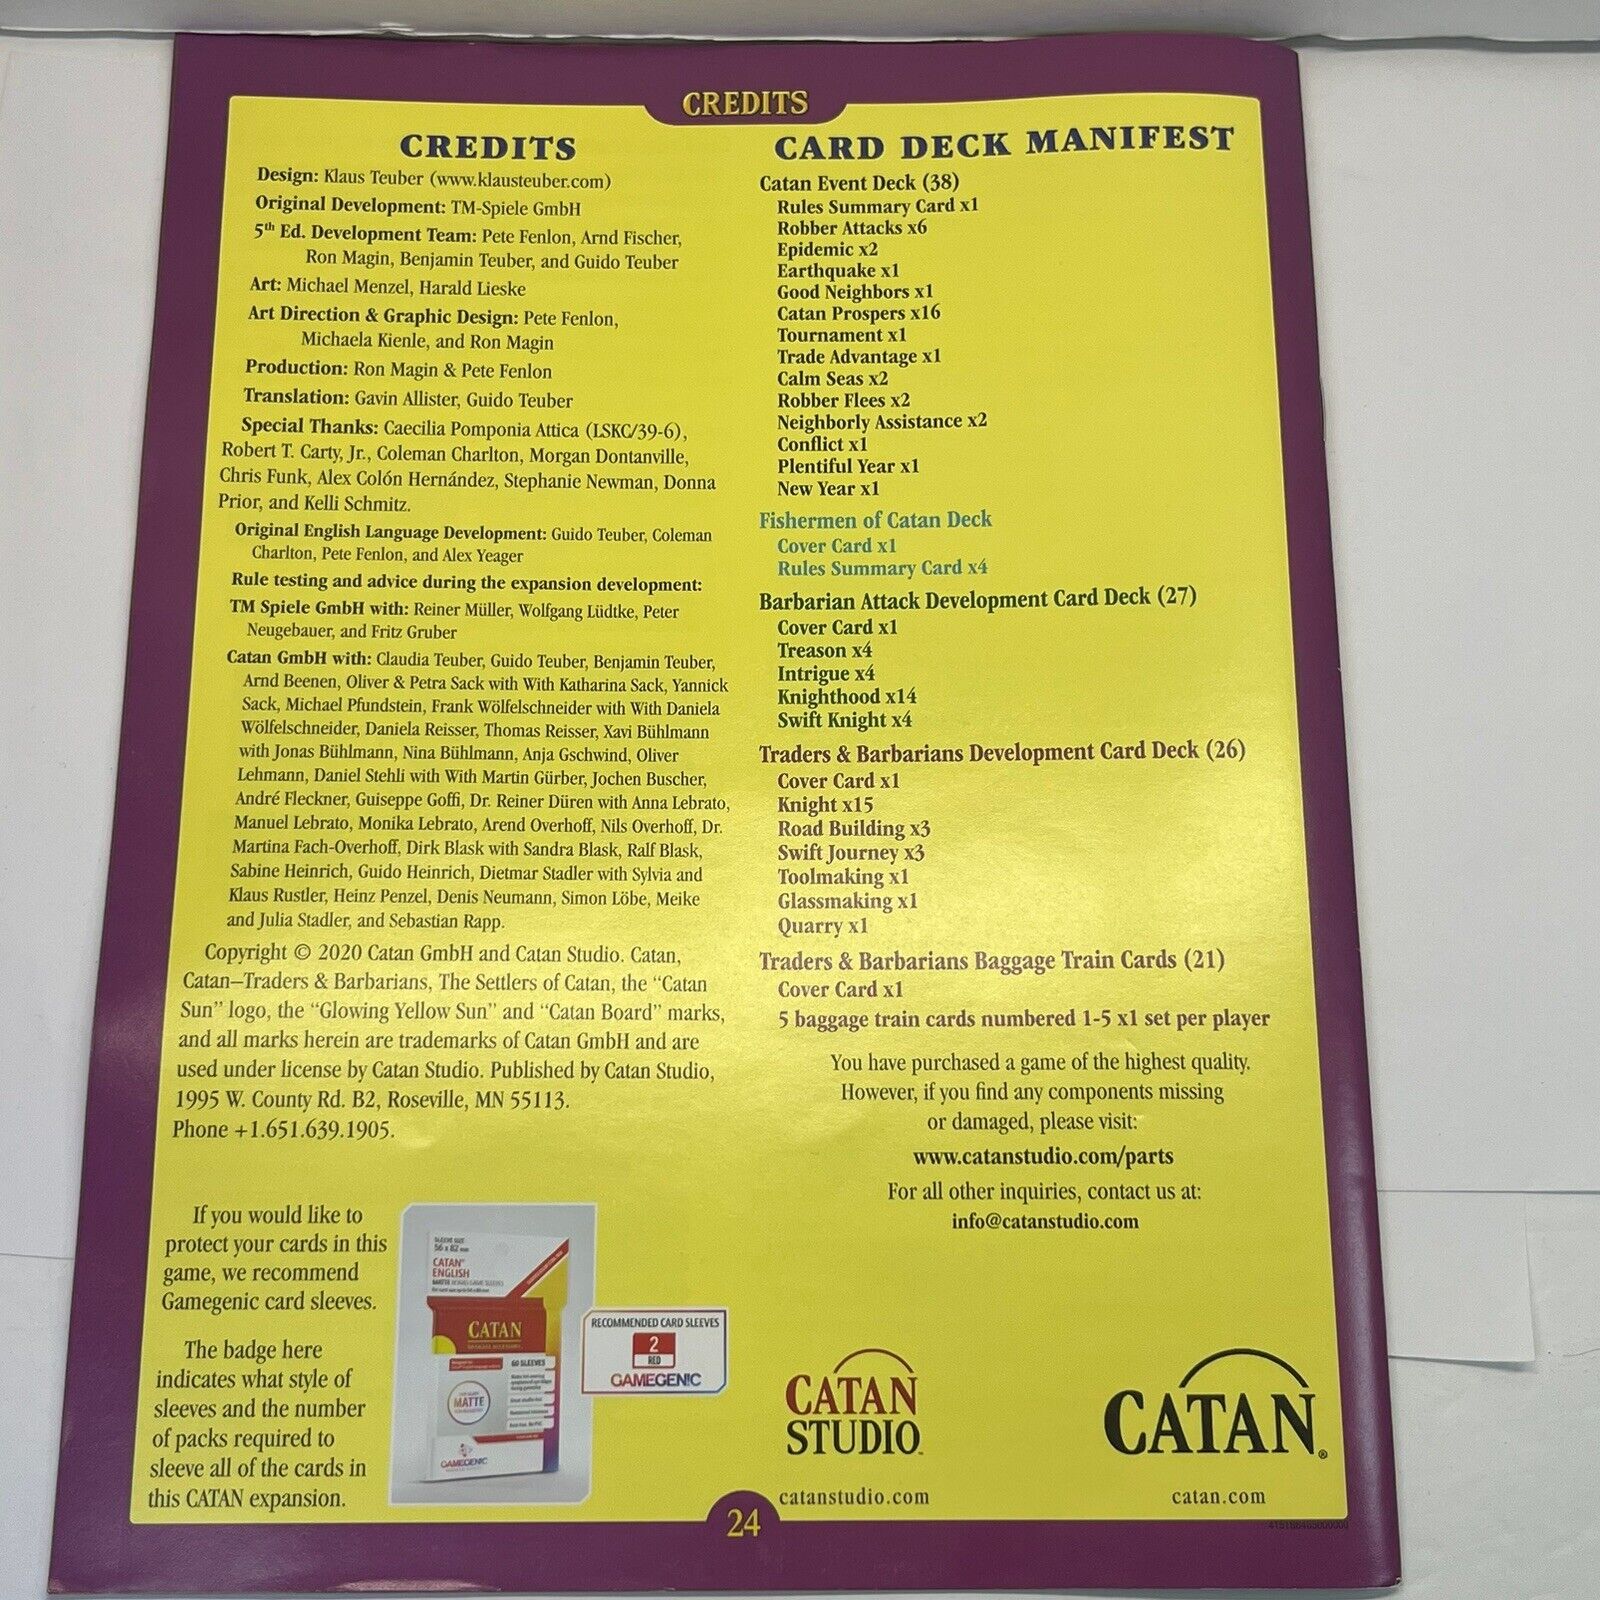 CREDITS
CREDITS
Design: Klaus Teuber (www.klausteuber.com)
Original Development: TM-Spiele GmbH
5th Ed. Development Team: Pete Fenlon, Arnd Fischer,
Ron Magin, Benjamin Teuber, and Guido Teuber
Art: Michael Menzel, Harald Lieske
Art Direction & Graphic Design: Pete Fenlon,
Michaela Kienle, and Ron Magin
Production: Ron Magin & Pete Fenlon
Translation: Gavin Allister, Guido Teuber
Special Thanks: Caecilia Pomponia Attica (LSKC/39-6),
Robert T. Carty, Jr., Coleman Charlton, Morgan Dontanville,
Chris Funk, Alex Colón Hernández, Stephanie Newman, Donna
Prior, and Kelli Schmitz.
Original English Language Development: Guido Teuber, Coleman
Charlton, Pete Fenlon, and Alex Yeager
Rule testing and advice during the expansion development:
TM Spiele GmbH with: Reiner Müller, Wolfgang Lüdtke, Peter
Neugebauer, and Fritz Gruber
Catan GmbH with: Claudia Teuber, Guido Teuber, Benjamin Teuber,
Arnd Beenen, Oliver & Petra Sack with With Katharina Sack, Yannick
Sack, Michael Pfundstein, Frank Wölfelschneider with With Daniela
Wölfelschneider, Daniela Reisser, Thomas Reisser, Xavi Bühlmann
with Jonas Bühlmann, Nina Bühlmann, Anja Gschwind, Oliver
Lehmann, Daniel Stehli with With Martin Gürber, Jochen Buscher,
André Fleckner, Guiseppe Goffi, Dr. Reiner Düren with Anna Lebrato,
Manuel Lebrato, Monika Lebrato, Arend Overhoff, Nils Overhoff, Dr.
Martina Fach-Overhoff, Dirk Blask with Sandra Blask, Ralf Blask,
Sabine Heinrich, Guido Heinrich, Dietmar Stadler with Sylvia and
Klaus Rustler, Heinz Penzel, Denis Neumann, Simon Löbe, Meike
and Julia Stadler, and Sebastian Rapp.
Copyright © 2020 Catan GmbH and Catan Studio. Catan,
Catan–Traders & Barbarians, The Settlers of Catan, the “Catan
Sun” logo, the “Glowing Yellow Sun” and “Catan Board” marks,
and all marks herein are trademarks of Catan GmbH and are
used under license by Catan Studio. Published by Catan Studio,
1995 W. County Rd. B2, Roseville, MN 55113.
Phone +1.651.639.1905.
If you would like to
protect your cards in this
game, we recommend
Gamegenic card sleeves.
The badge here
indicates what style of
sleeves and the number
of packs required to
sleeve all of the cards in
this CATAN expansion.
SLEEVE SIZE
56 x 82 mm
CATAN®
ENGLISH
MATTE BOARD GAME SLEEVES
CATAN
60 SLEEVES
MATTE
GAMEGENIC
RECOMMENDED CARD SLEEVES
2
RED
GAMEGENIC
CARD DECK MANIFEST
Catan Event Deck (38)
Rules Summary Card x1
Robber Attacks x6
Epidemic x2
Earthquake x1
Good Neighbors x1
Catan Prospers x16
Tournament x1
Trade Advantage x1
Calm Seas x2
Robber Flees x2
Neighborly Assistance x2
Conflict x1
Plentiful Year x1
New Year x1
Fishermen of Catan Deck
Cover Card x1
Rules Summary Card x4
Barbarian Attack Development Card Deck (27)
Cover Card x1
Treason x4
Intrigue x4
Knighthood x14
Swift Knight x4
Traders & Barbarians Development Card Deck (26)
Cover Card x1
Knight x15
Road Building x3
Swift Journey x3
Toolmaking x1
Glassmaking x1
Quarry x1
Traders & Barbarians Baggage Train Cards (21)
Cover Card x1
5 baggage train cards numbered 1-5 x1 set per player
You have purchased a game of the highest quality.
However, if you find any components missing
or damaged, please visit:
www.catanstudio.com/parts
For all other inquiries, contact us at:
info@catanstudio.com
CATAN
STUDIO™
catanstudio.com
CATAN®
catan.com
24